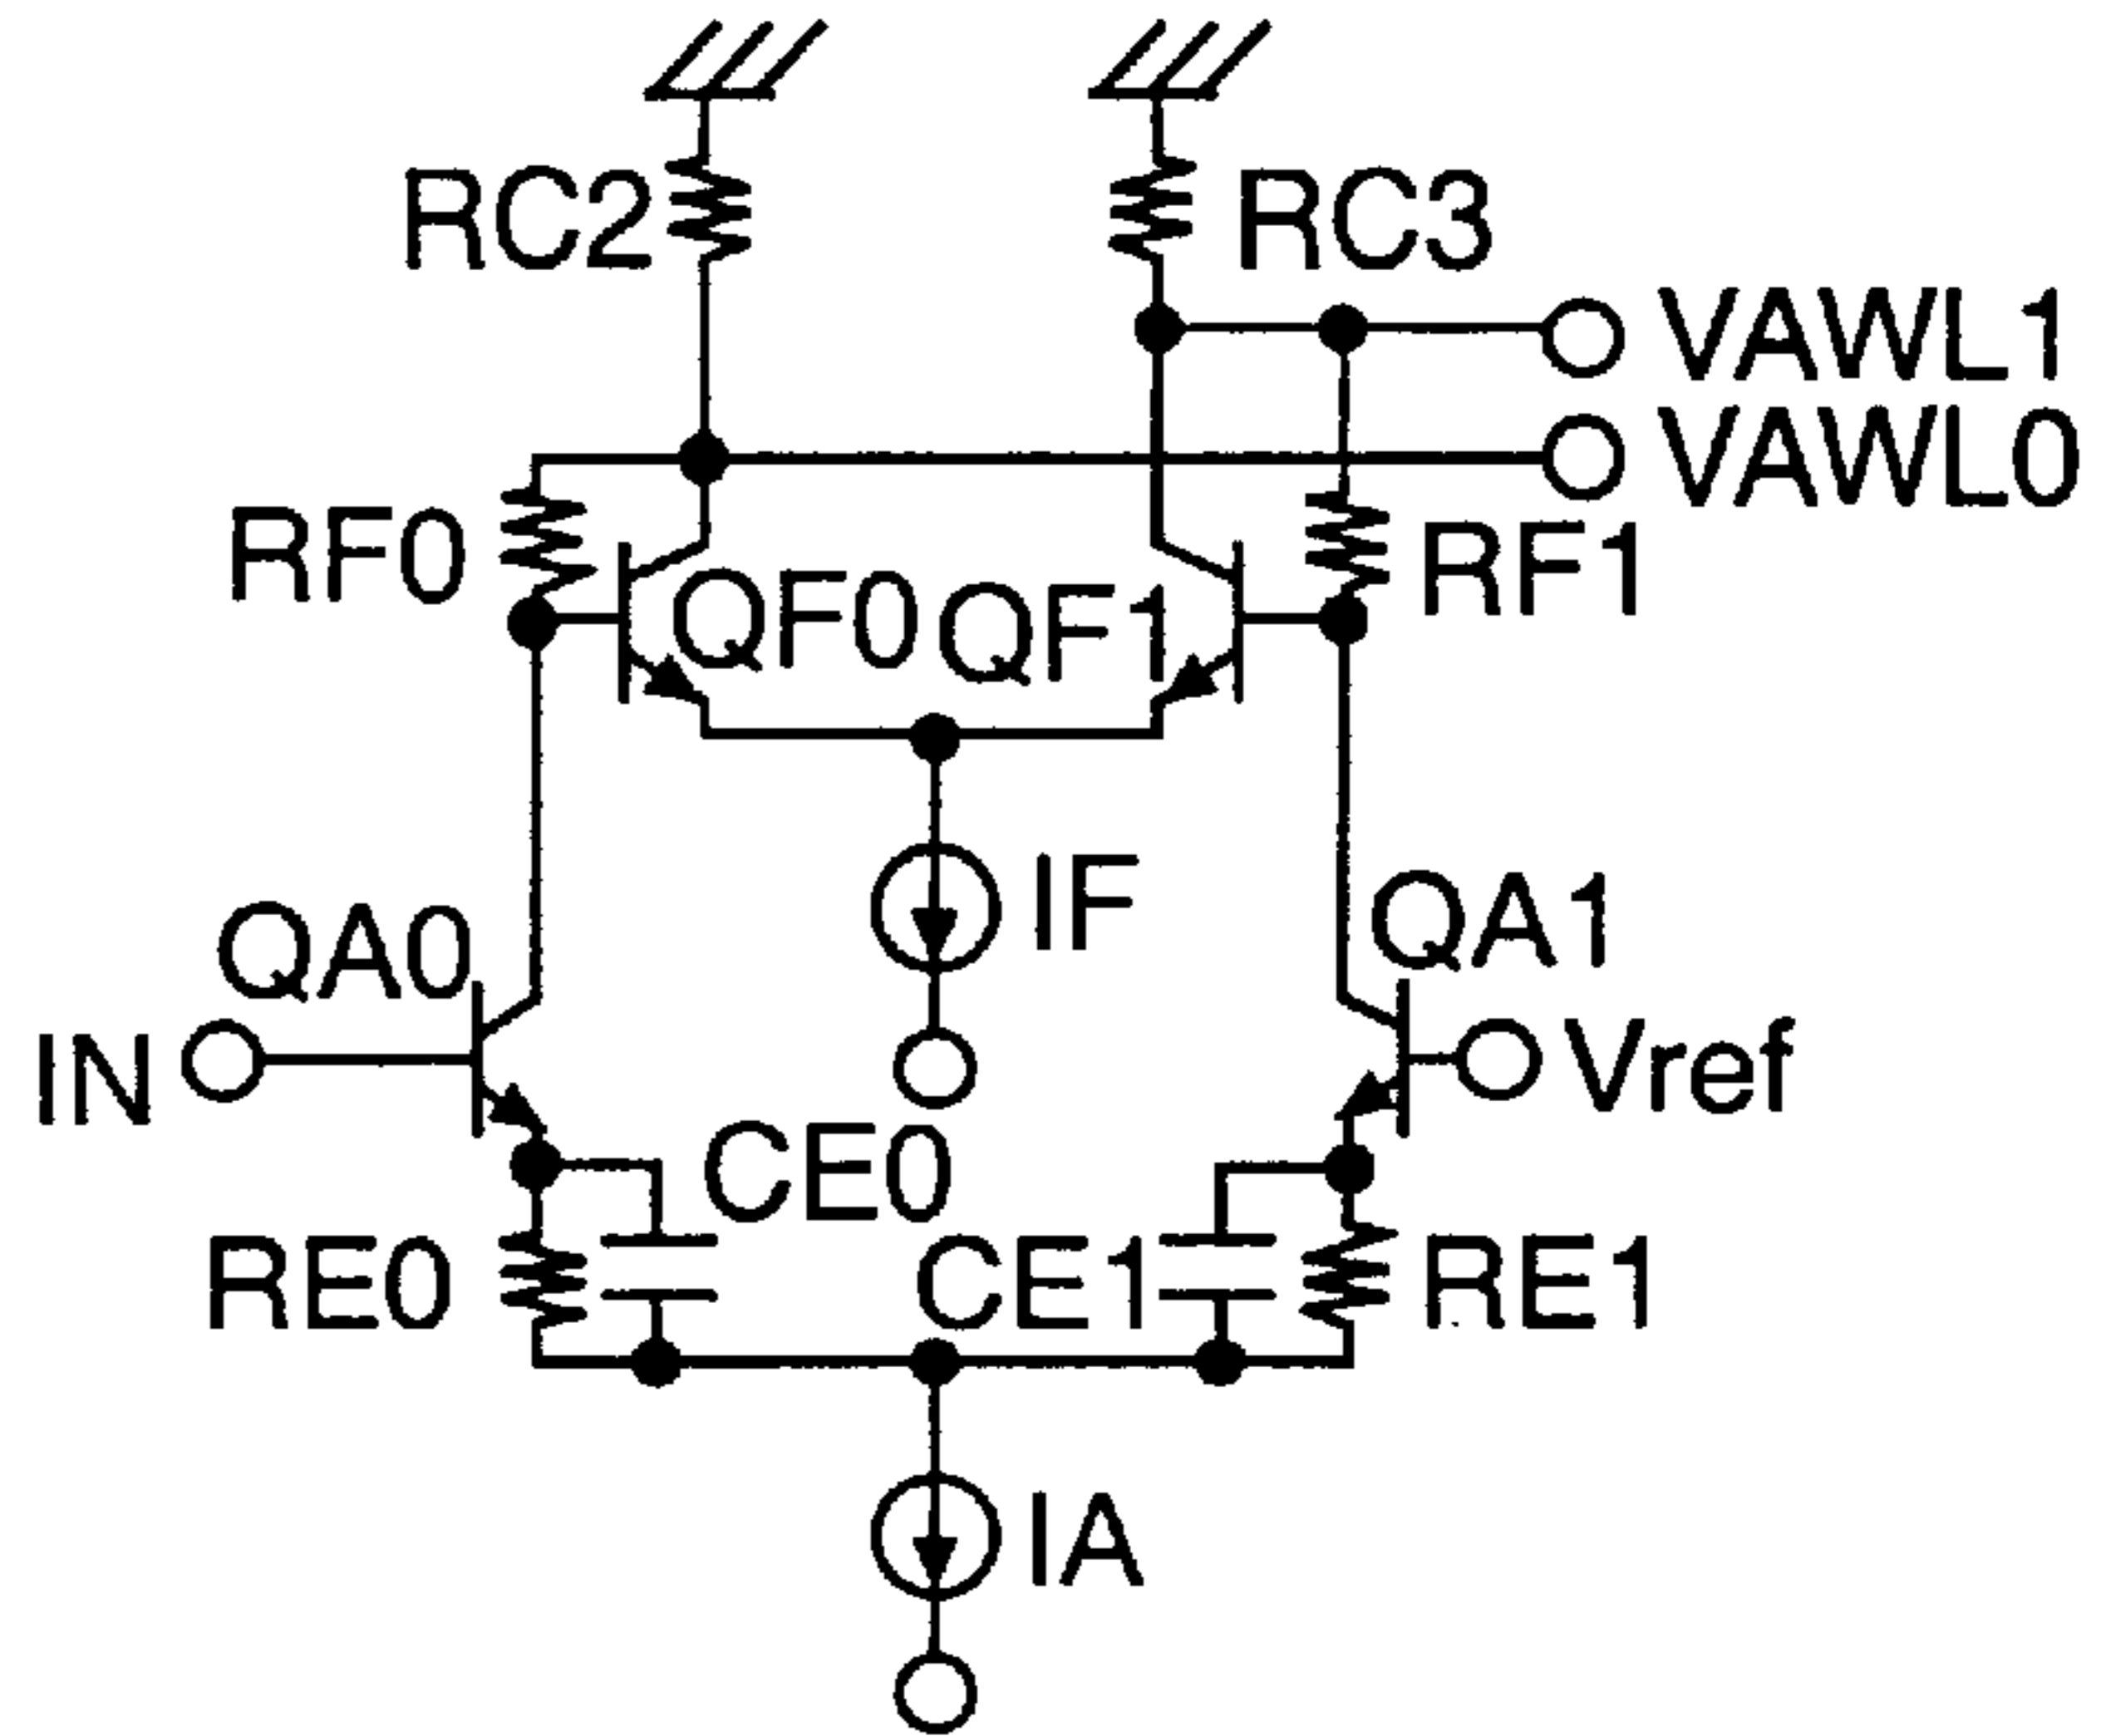 RC2 RC3
VAWL1
VAWL0
RF0 RF1
QF0 QF1
IF
QA0 QA1
IN Vref
CE0
RE0 CE1 RE1
IA